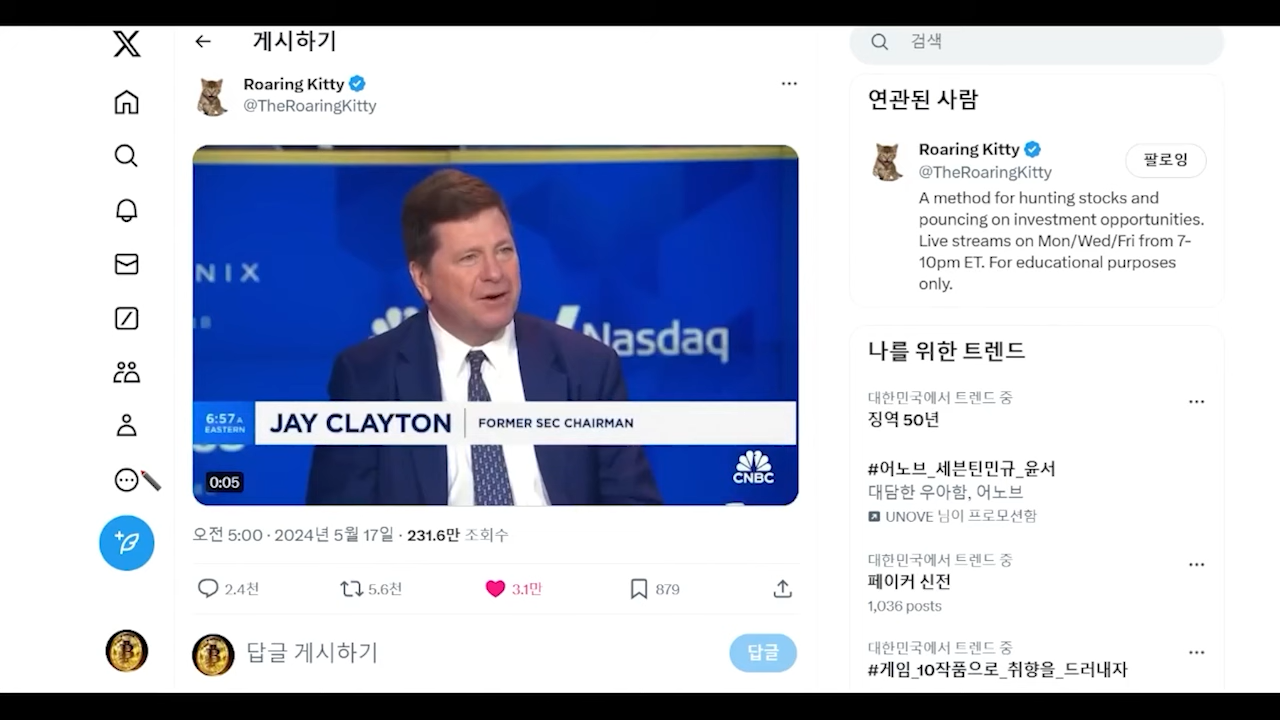 게시하기
Roaring Kitty
@TheRoaringKitty
NIX
Nasdaq
6:57A
EASTERN
JAY CLAYTON
FORMER SEC CHAIRMAN
CNBC
0:05
오전 5:00 · 2024년 5월 17일 · 231.6만 조회수
2.4천
5.6천
3.1만
879
답글 게시하기
답글
검색
연관된 사람
Roaring Kitty
@TheRoaringKitty
팔로잉
A method for hunting stocks and
pouncing on investment opportunities.
Live streams on Mon/Wed/Fri from 7-
10pm ET. For educational purposes
only.
나를 위한 트렌드
대한민국에서 트렌드 중
징역 50년
#어노브_세븐틴민규_윤서
대담한 우아함, 어노브
UNOVE 님이 프로모션함
대한민국에서 트렌드 중
페이커 신전
1,036 posts
대한민국에서 트렌드 중
#게임_10작품으로_취향을_드러내자